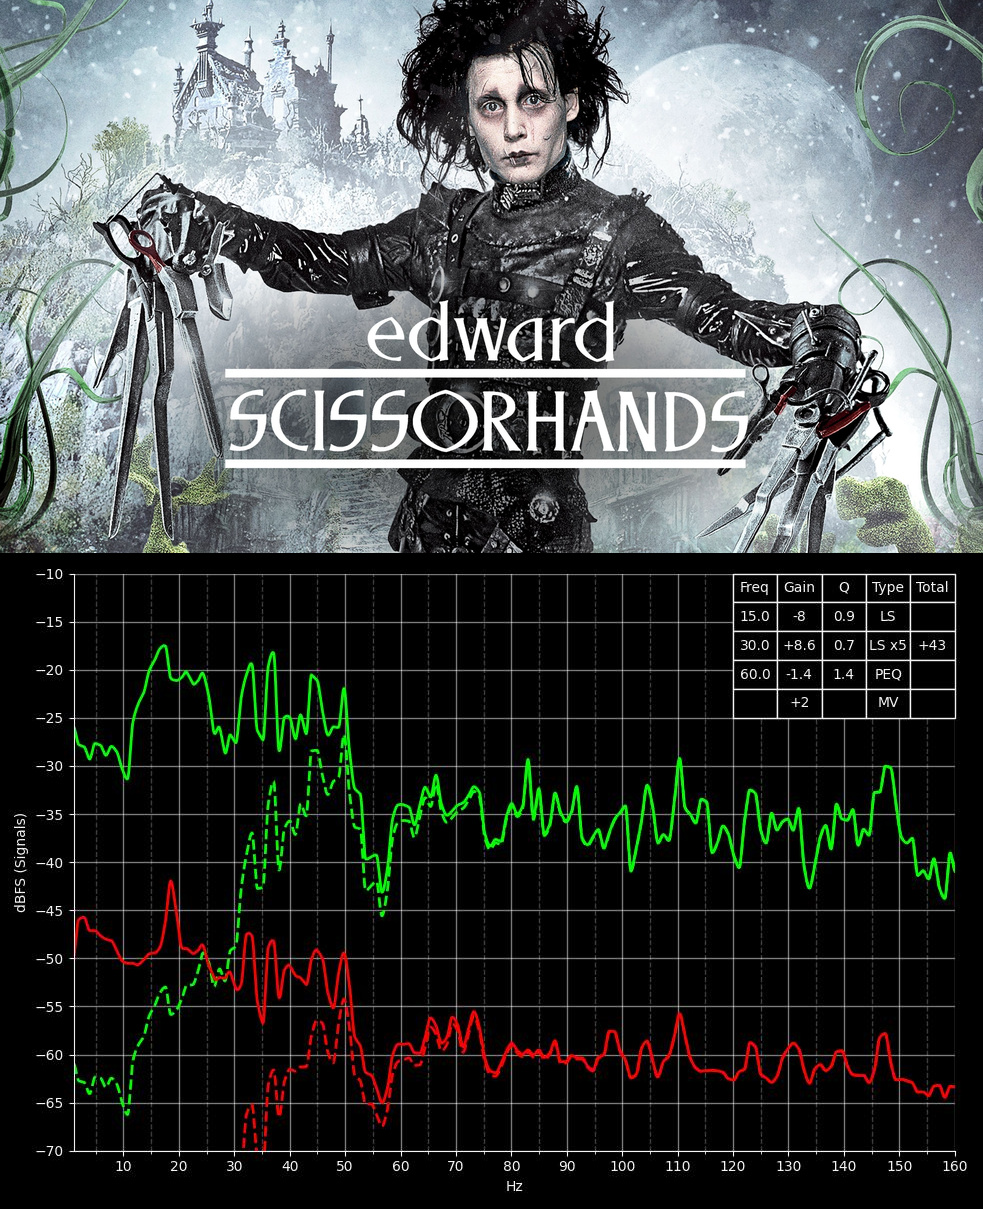 edward
SCISSORHANDS
Freq Gain Q Type Total
15.0 -8 0.9 LS
30.0 +8.6 0.7 LS x5 +43
60.0 -1.4 1.4 PEQ
+2 MV
−10
−15
−20
−25
−30
−35
−40
−45
−50
−55
−60
−65
−70
dBFS (Signals)
10 20 30 40 50 60 70 80 90 100 110 120 130 140 150 160
Hz